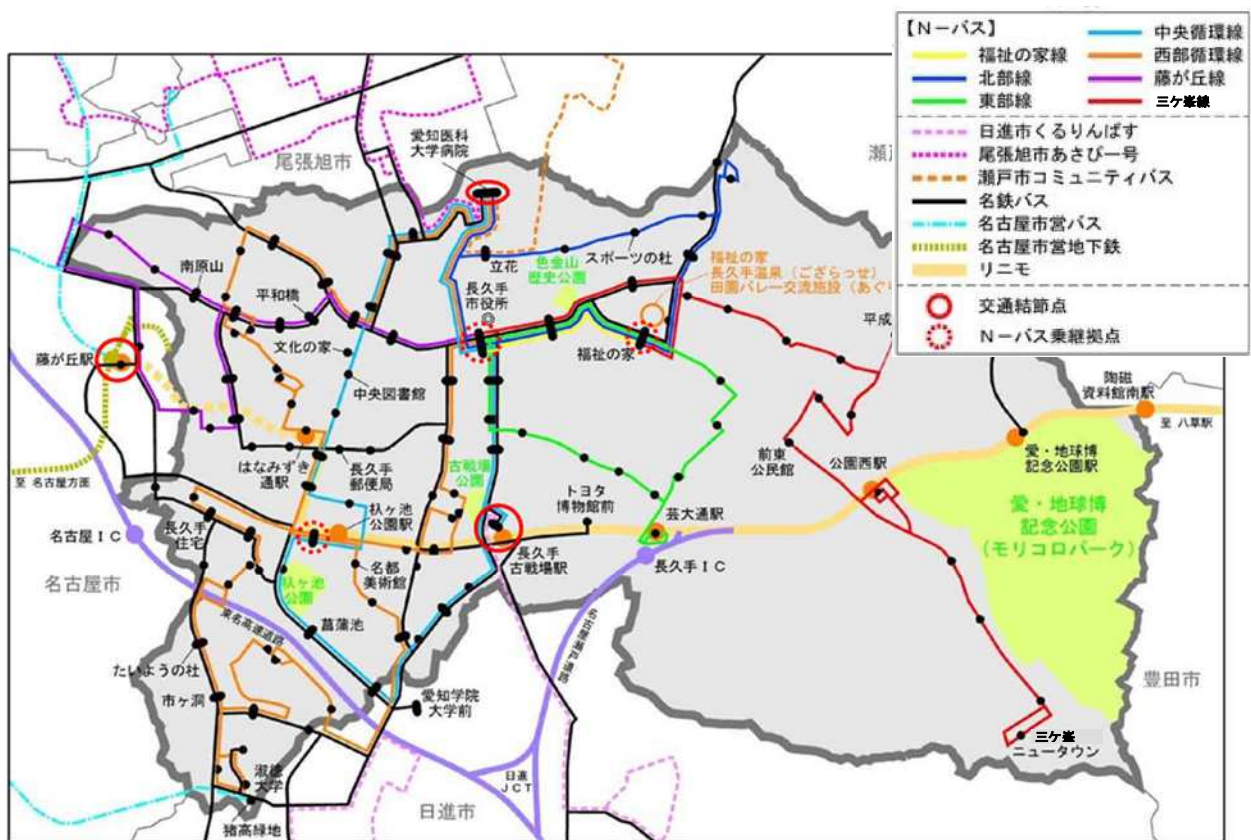 【N－バス】
福祉の家線
北部線
東部線
中央循環線
西部循環線
藤が丘線
三ケ峯線
日進市くるりんばす
尾張旭市あさぴー号
瀬戸市コミュニティバス
名鉄バス
名古屋市営バス
名古屋市営地下鉄
リニモ
交通結節点
N－バス乗継拠点
愛知医科
大学病院
尾張旭市
瀬戸
南原山
平和橋
立花
色金山
歴史公園
スポーツの杜
福祉の家
長久手温泉（ござらっせ）
田園バレー交流施設（あぐり
長久手
市役所
平成
文化の家
福祉の家
藤が丘駅
中央図書館
陶磁
資料館南駅
至 八草駅
はなみずき
通駅
長久手
郵便局
古戦場
公園
前東
公民館
公園西駅
愛・地球博
記念公園駅
至 名古屋方面
トヨタ
博物館前
芸大通駅
愛・地球博
記念公園
（モリコロパーク）
名古屋IC
長久手
住宅
杁ヶ池
公園駅
長久手
古戦場駅
長久手IC
名古屋市
名都
美術館
杁ヶ池
公園
東名高速道路
菖蒲池
名古屋瀬戸道路
たいようの杜
市ヶ洞
愛知学院
大学前
豊田市
三ケ峯
ニュータウン
淑徳
大学
日進
JCT
日進市
猪高緑地